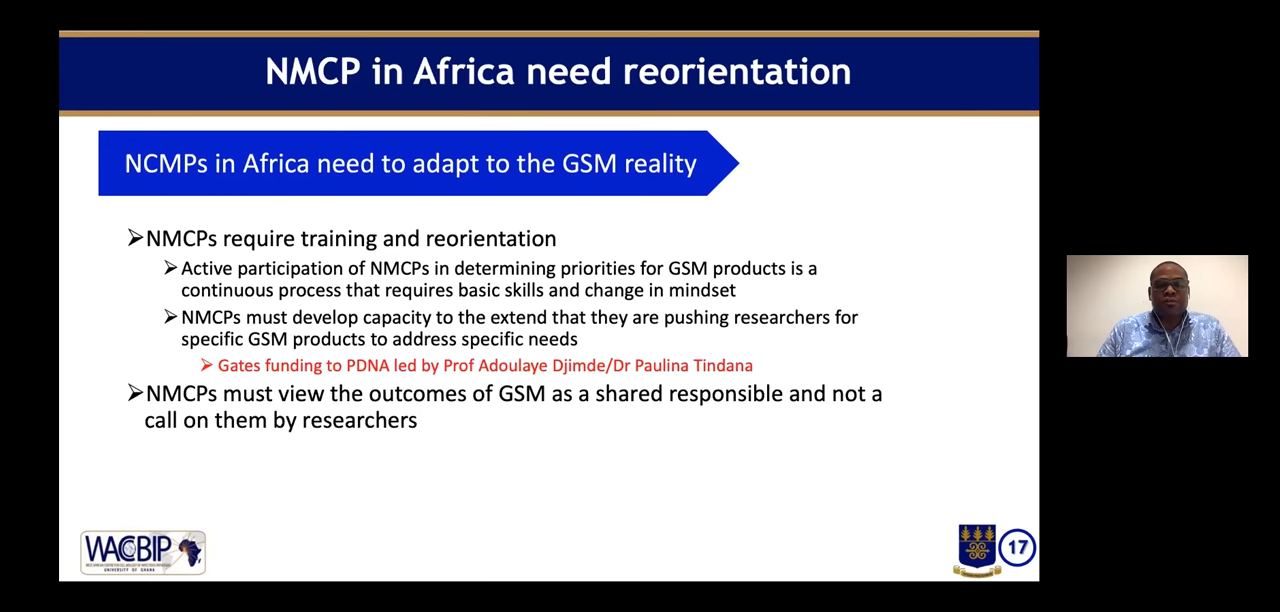 NMCP in Africa need reorientation
NCMPs in Africa need to adapt to the GSM reality
➢NMCPs require training and reorientation
➢Active participation of NMCPs in determining priorities for GSM products is a
continuous process that requires basic skills and change in mindset
➢NMCPs must develop capacity to the extend that they are pushing researchers for
specific GSM products to address specific needs
➢Gates funding to PDNA led by Prof Adoulaye Djimde/Dr Paulina Tindana
➢NMCPs must view the outcomes of GSM as a shared responsible and not a
call on them by researchers
WACCBIP
UNIVERSITY OF GHANA
17